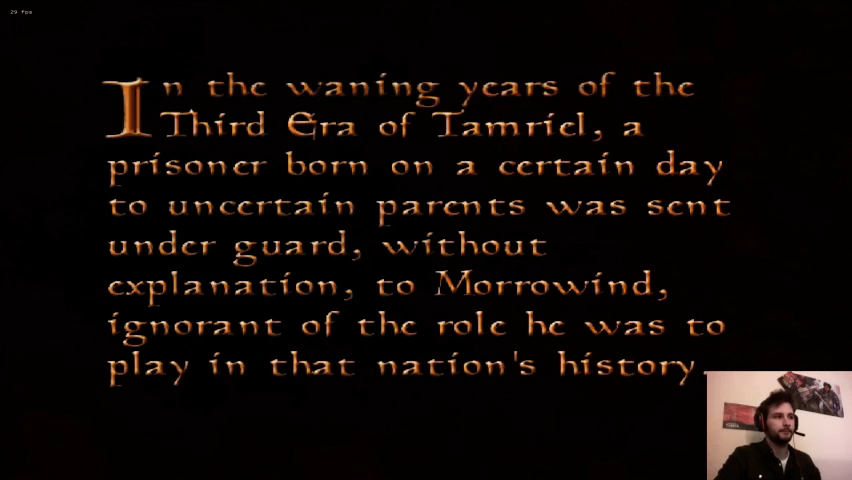 29 fps
In the waning years of the
Third Era of Tamriel, a
prisoner born on a certain day
to uncertain parents was sent
under guard, without
explanation, to Morrowind,
ignorant of the role he was to
play in that nation's history.